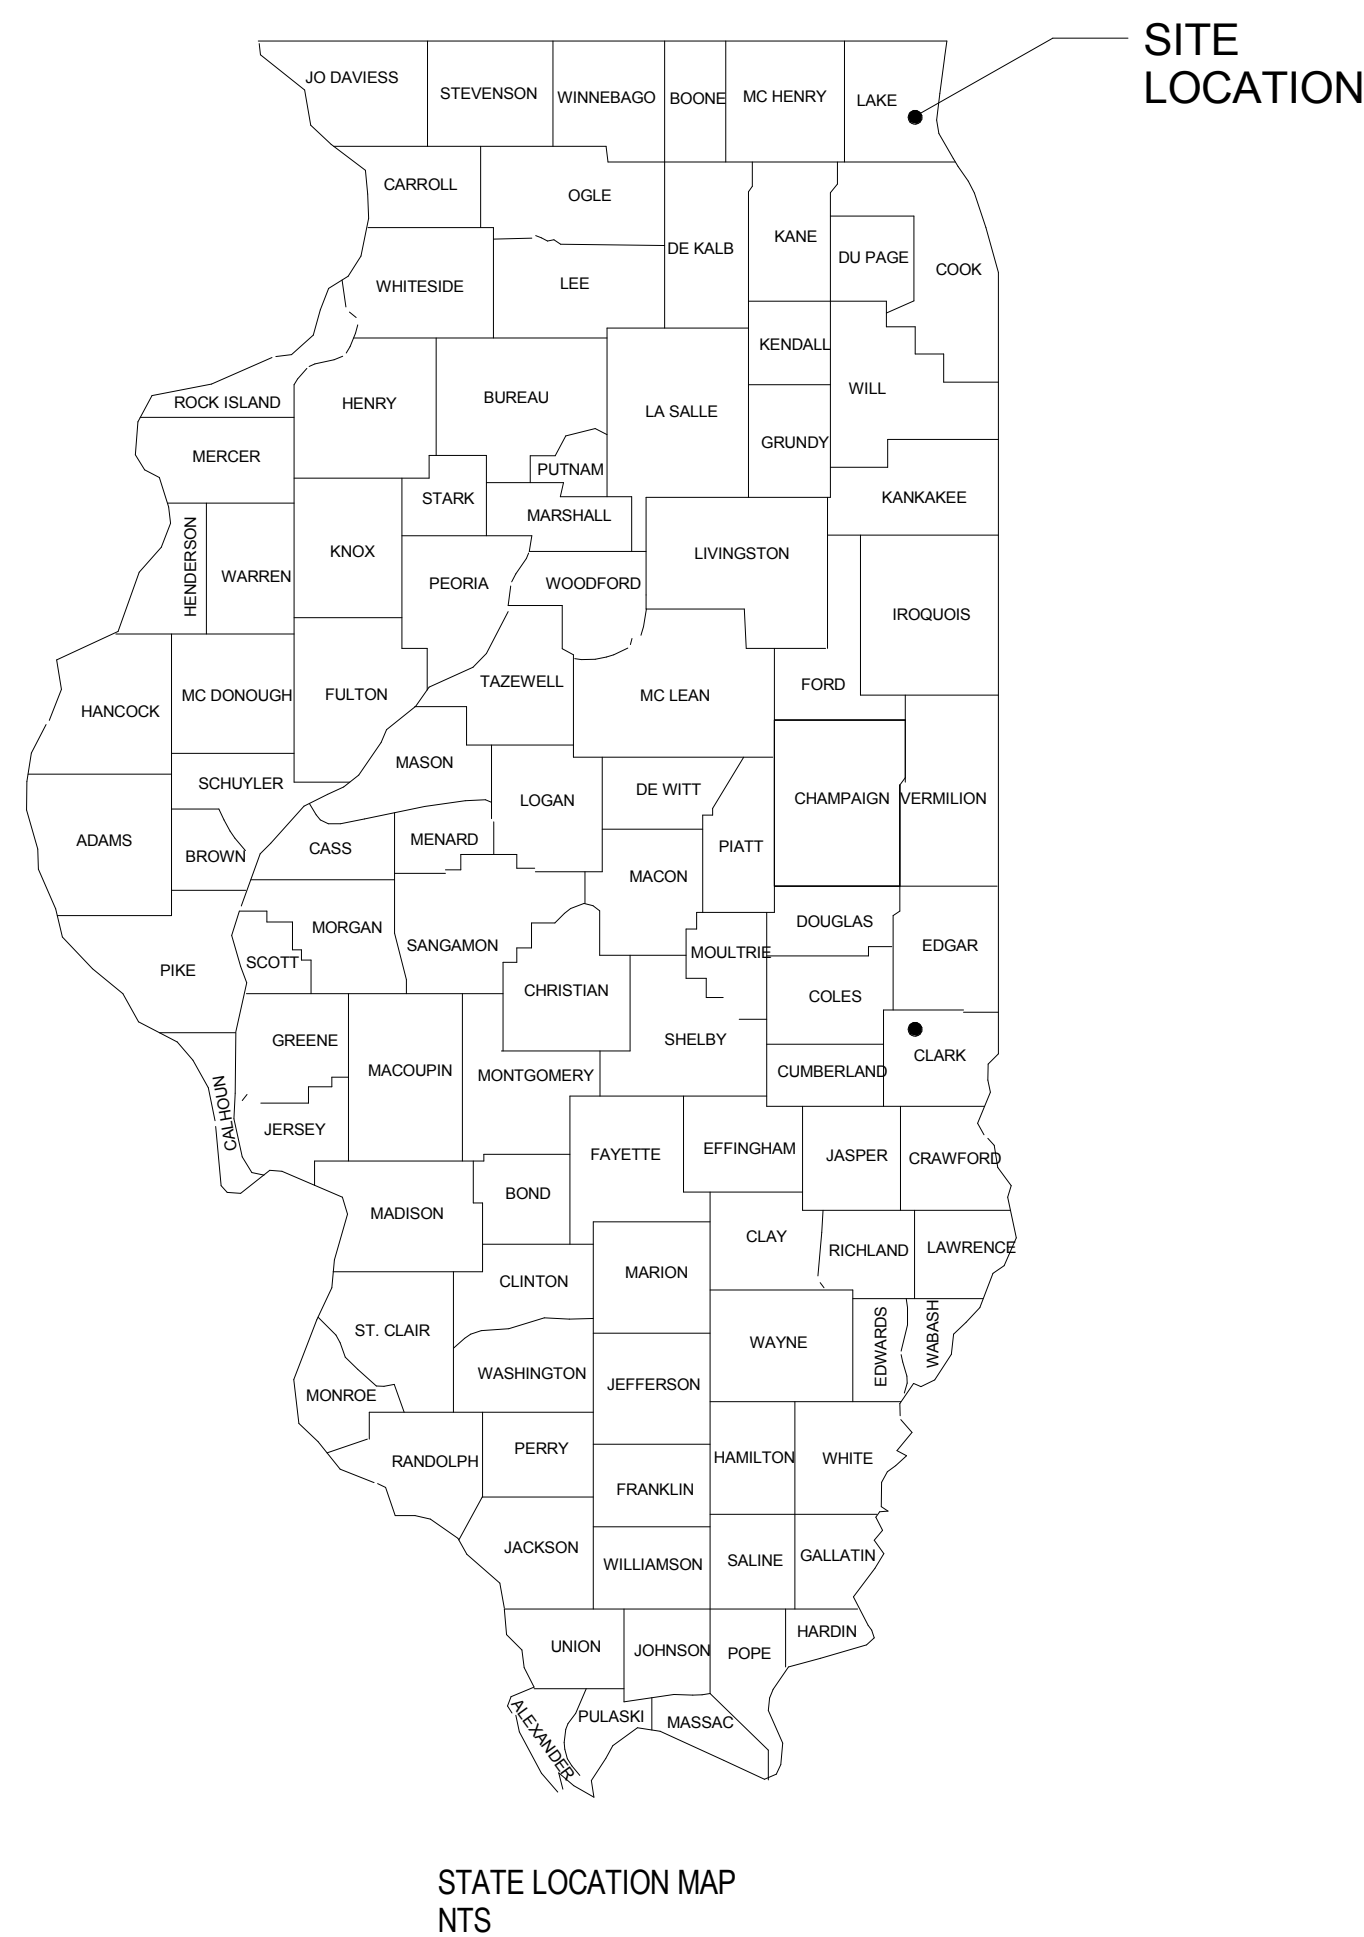 SITE
LOCATION
JO DAVIESS
STEVENSON
WINNEBAGO
BOONE
MC HENRY
LAKE
CARROLL
OGLE
DE KALB
KANE
DU PAGE
COOK
WHITESIDE
LEE
KENDALL
WILL
ROCK ISLAND
HENRY
BUREAU
LA SALLE
GRUNDY
MERCER
PUTNAM
KANKAKEE
STARK
MARSHALL
HENDERSON
WARREN
KNOX
PEORIA
WOODFORD
LIVINGSTON
IROQUOIS
HANCOCK
MC DONOUGH
FULTON
TAZEWELL
MC LEAN
FORD
MASON
SCHUYLER
LOGAN
DE WITT
CHAMPAIGN
VERMILION
ADAMS
BROWN
CASS
MENARD
PIATT
MACON
MORGAN
SANGAMON
DOUGLAS
EDGAR
MOULTRIE
PIKE
SCOTT
CHRISTIAN
COLES
GREENE
MACOUPIN
MONTGOMERY
SHELBY
CUMBERLAND
CLARK
CALHOUN
JERSEY
FAYETTE
EFFINGHAM
JASPER
CRAWFORD
MADISON
BOND
CLAY
RICHLAND
LAWRENCE
CLINTON
MARION
ST. CLAIR
WAYNE
EDWARDS
WABASH
WASHINGTON
JEFFERSON
MONROE
RANDOLPH
PERRY
HAMILTON
WHITE
FRANKLIN
JACKSON
WILLIAMSON
SALINE
GALLATIN
UNION
JOHNSON
POPE
HARDIN
ALEXANDER
PULASKI
MASSAC
STATE LOCATION MAP
NTS